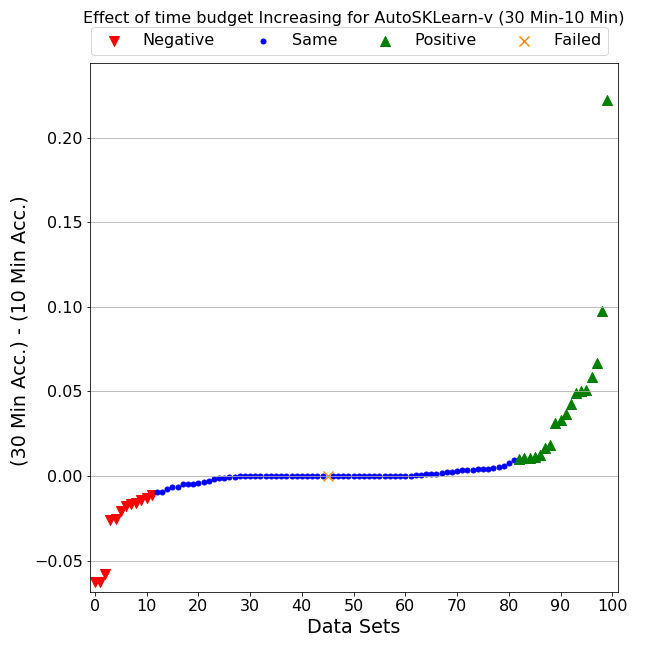 Effect of time budget Increasing for AutoSKLearn-v (30 Min-10 Min)
Negative Same Positive Failed
(30 Min Acc.) - (10 Min Acc.)
0.20
0.15
0.10
0.05
0.00
−0.05
0 10 20 30 40 50 60 70 80 90 100
Data Sets